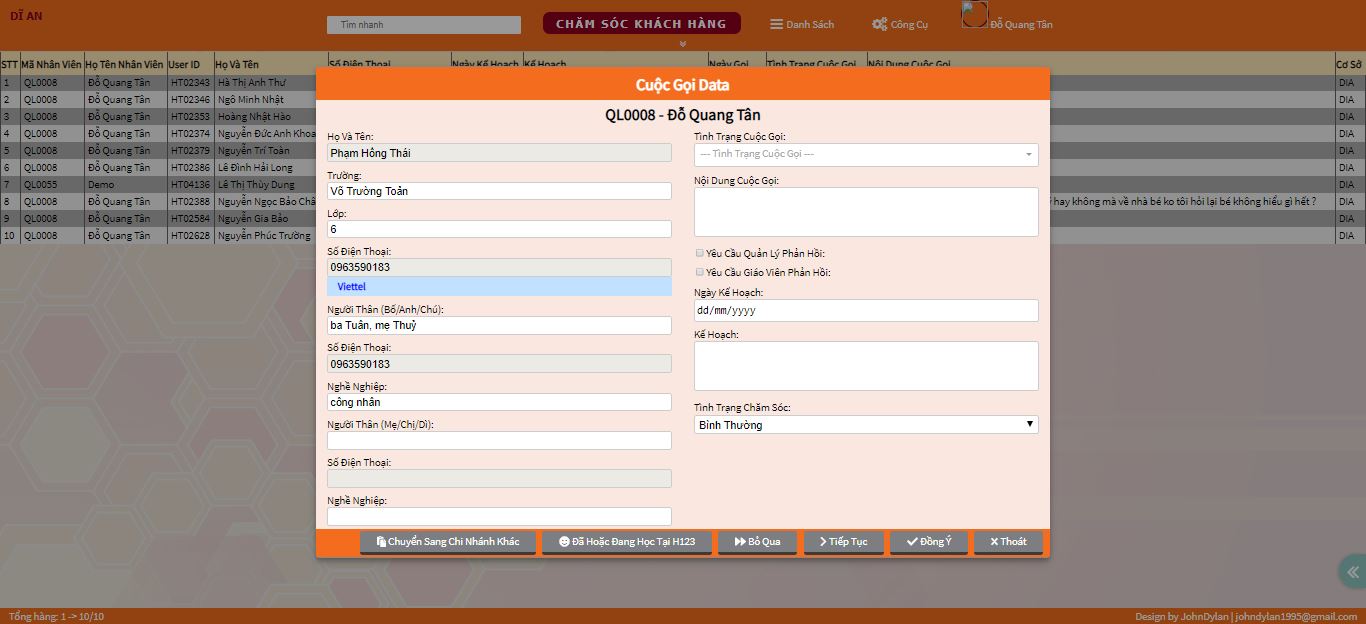 DĨ AN
Tìm nhanh
CHĂM SÓC KHÁCH HÀNG
Danh Sách
Công Cụ
Đỗ Quang Tân
STT Mã Nhân Viên Họ Tên Nhân Viên User ID Họ Và Tên Số Điện Thoại Ngày Kế Hoạch Kế Hoạch Ngày Gọi Tình Trạng Cuộc Gọi Nội Dung Cuộc Gọi Cơ Sở
1 QL0008 Đỗ Quang Tân HT02343 Hà Thị Anh Thư DIA
2 QL0008 Đỗ Quang Tân HT02346 Ngô Minh Nhật DIA
3 QL0008 Đỗ Quang Tân HT02353 Hoàng Nhật Hào DIA
4 QL0008 Đỗ Quang Tân HT02374 Nguyễn Đức Anh Khoa DIA
5 QL0008 Đỗ Quang Tân HT02379 Nguyễn Trí Toàn DIA
6 QL0008 Đỗ Quang Tân HT02386 Lê Đình Hải Long DIA
7 QL0055 Demo HT04136 Lê Thị Thùy Dung DIA
8 QL0008 Đỗ Quang Tân HT02388 Nguyễn Ngọc Bảo Châ hay không mà về nhà bé ko tôi hỏi lại bé không hiểu gì hết ? DIA
9 QL0008 Đỗ Quang Tân HT02584 Nguyễn Gia Bảo DIA
10 QL0008 Đỗ Quang Tân HT02628 Nguyễn Phúc Trường DIA
Cuộc Gọi Data
QL0008 - Đỗ Quang Tân
Họ Và Tên:
Phạm Hồng Thái
Trường:
Võ Trường Toản
Lớp:
6
Số Điện Thoại:
0963590183
Viettel
Người Thân (Bố/Anh/Chú):
ba Tuân, mẹ Thuỷ
Số Điện Thoại:
0963590183
Nghề Nghiệp:
công nhân
Người Thân (Mẹ/Chị/Dì):
Số Điện Thoại:
Nghề Nghiệp:
Tình Trạng Cuộc Gọi:
--- Tình Trạng Cuộc Gọi ---
Nội Dung Cuộc Gọi:
Yêu Cầu Quản Lý Phản Hồi:
Yêu Cầu Giáo Viên Phản Hồi:
Ngày Kế Hoạch:
dd/mm/yyyy
Kế Hoạch:
Tình Trạng Chăm Sóc:
Bình Thường
Chuyển Sang Chi Nhánh Khác
Đã Hoặc Đang Học Tại H123
Bỏ Qua
Tiếp Tục
Đồng Ý
Thoát
Tổng hàng: 1 -> 10/10
Design by JohnDylan | johndylan1995@gmail.com